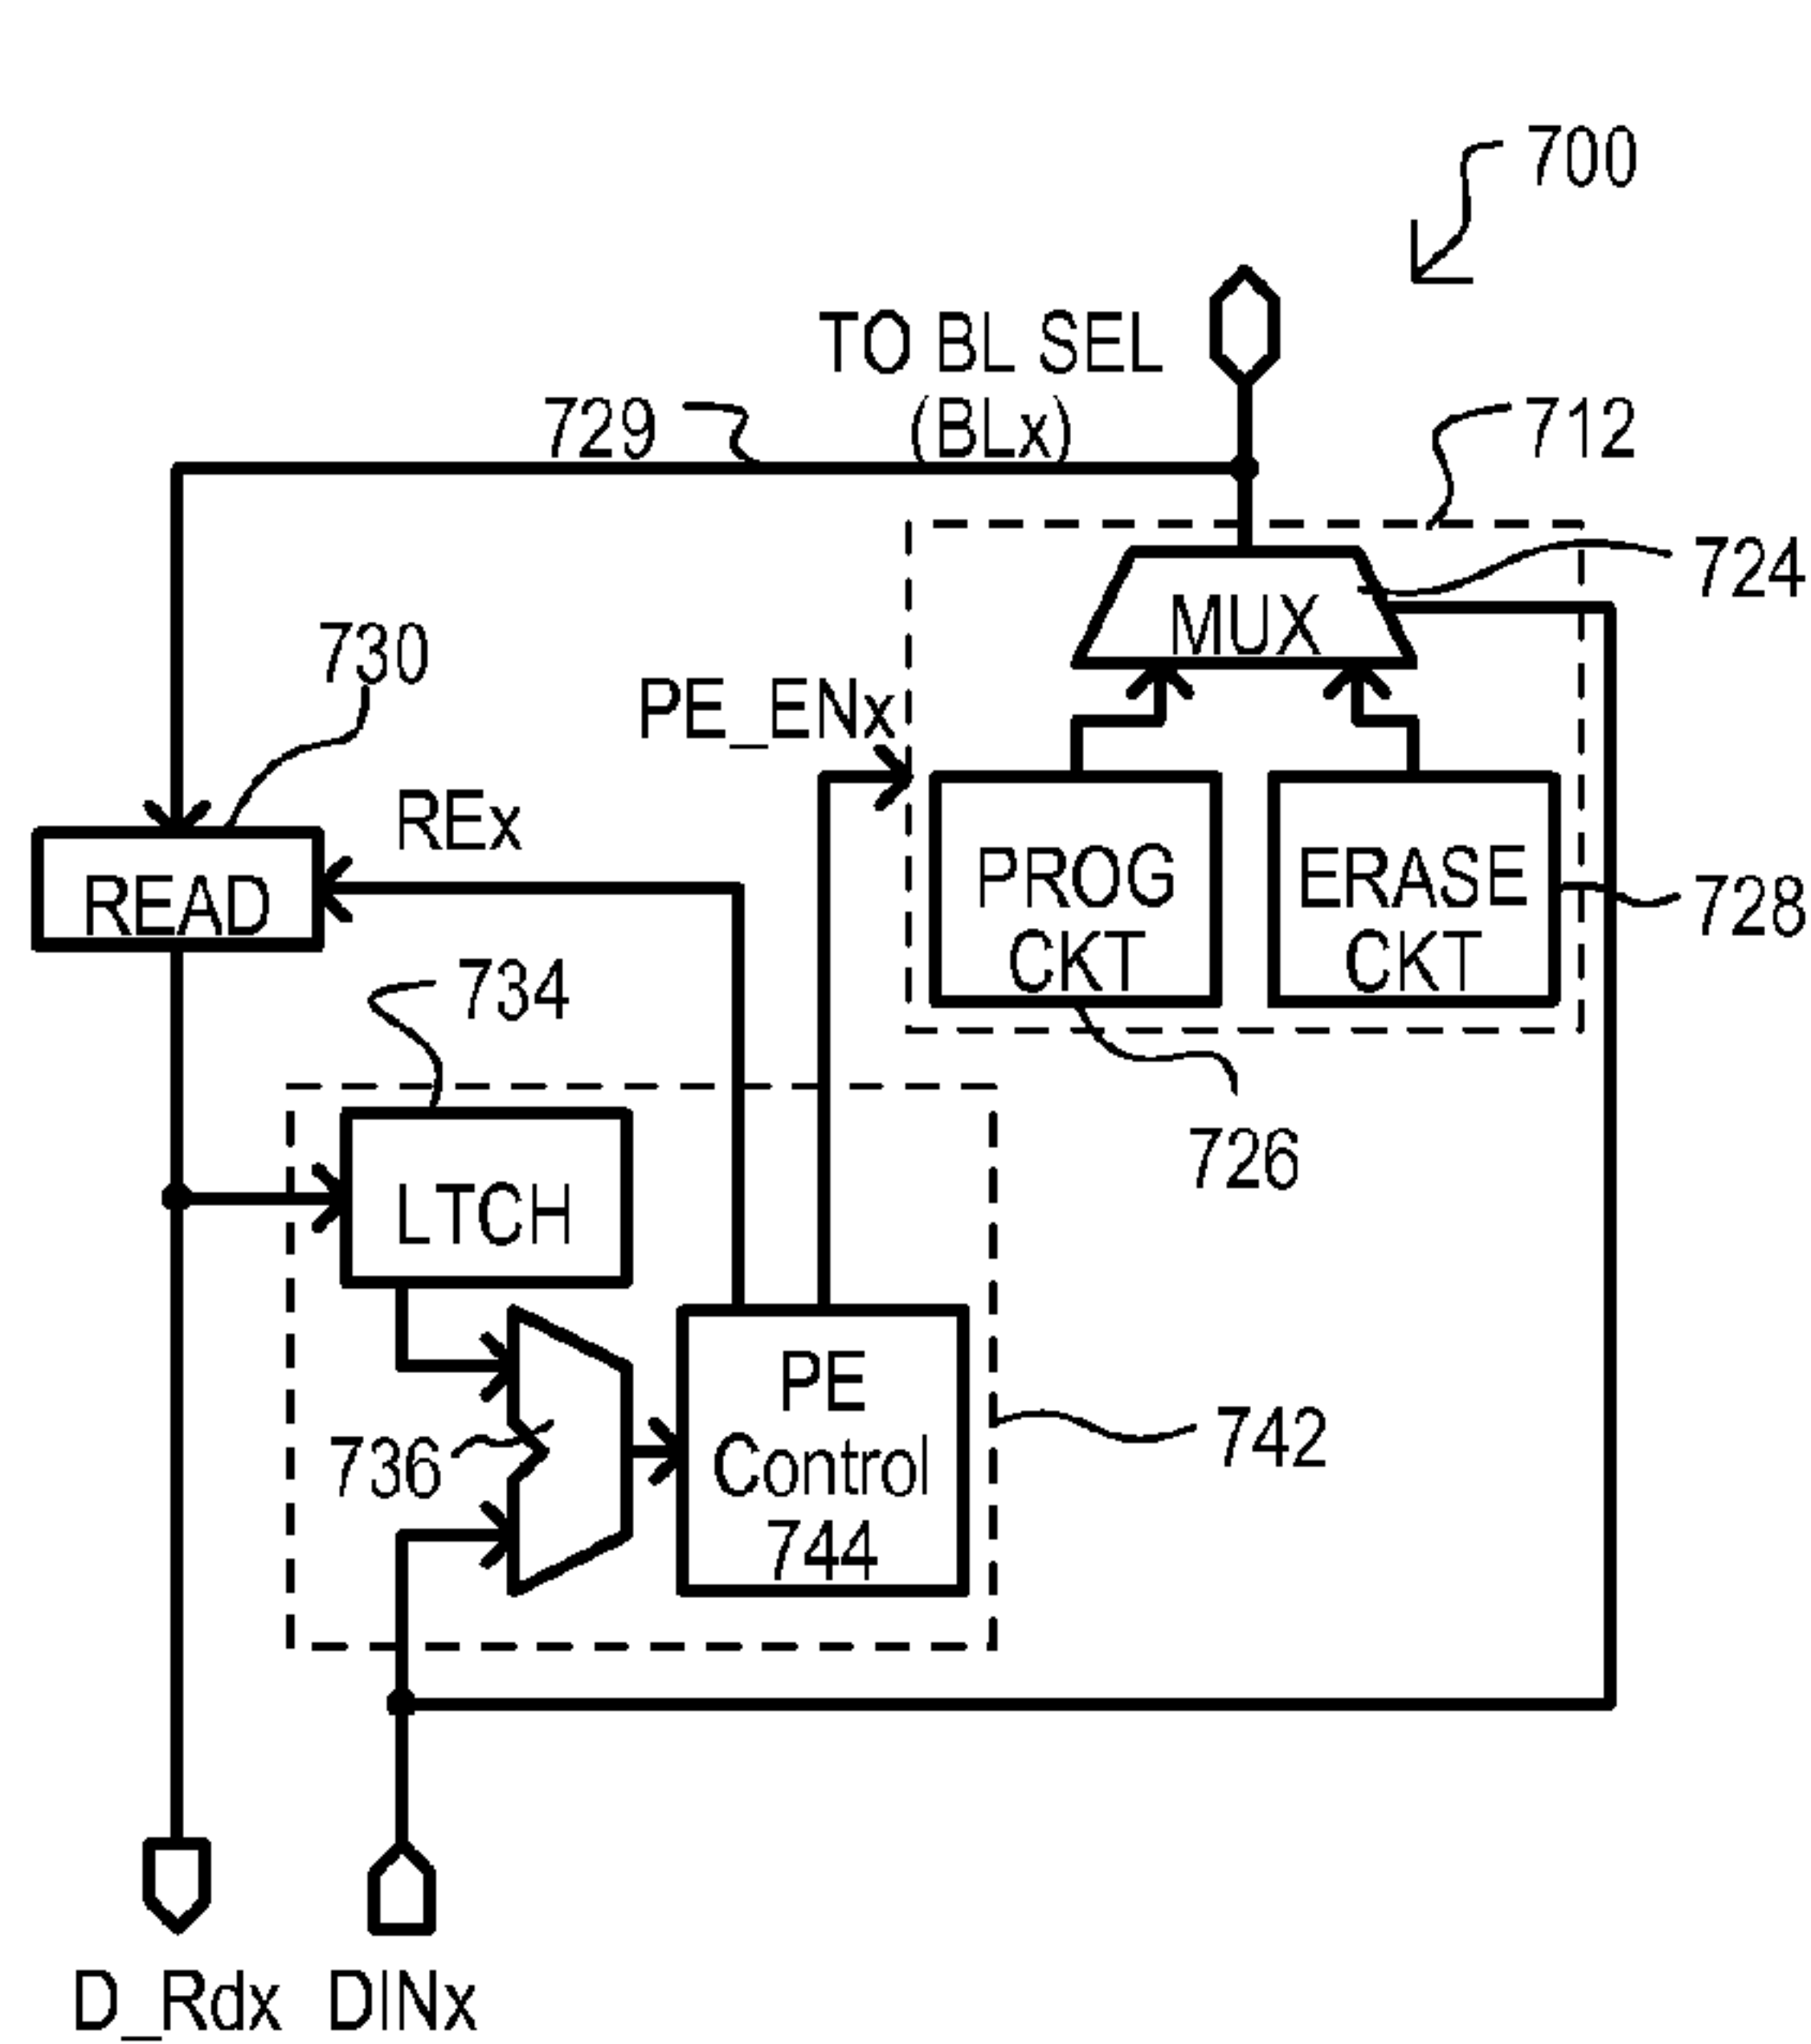 700
TO BL SEL
(BLx)
729
712
724
MUX
730
PE_ENx
REx
READ
PROG
CKT
ERASE
CKT
728
734
726
LTCH
PE
Control
744
736
742
D_Rdx
DINx